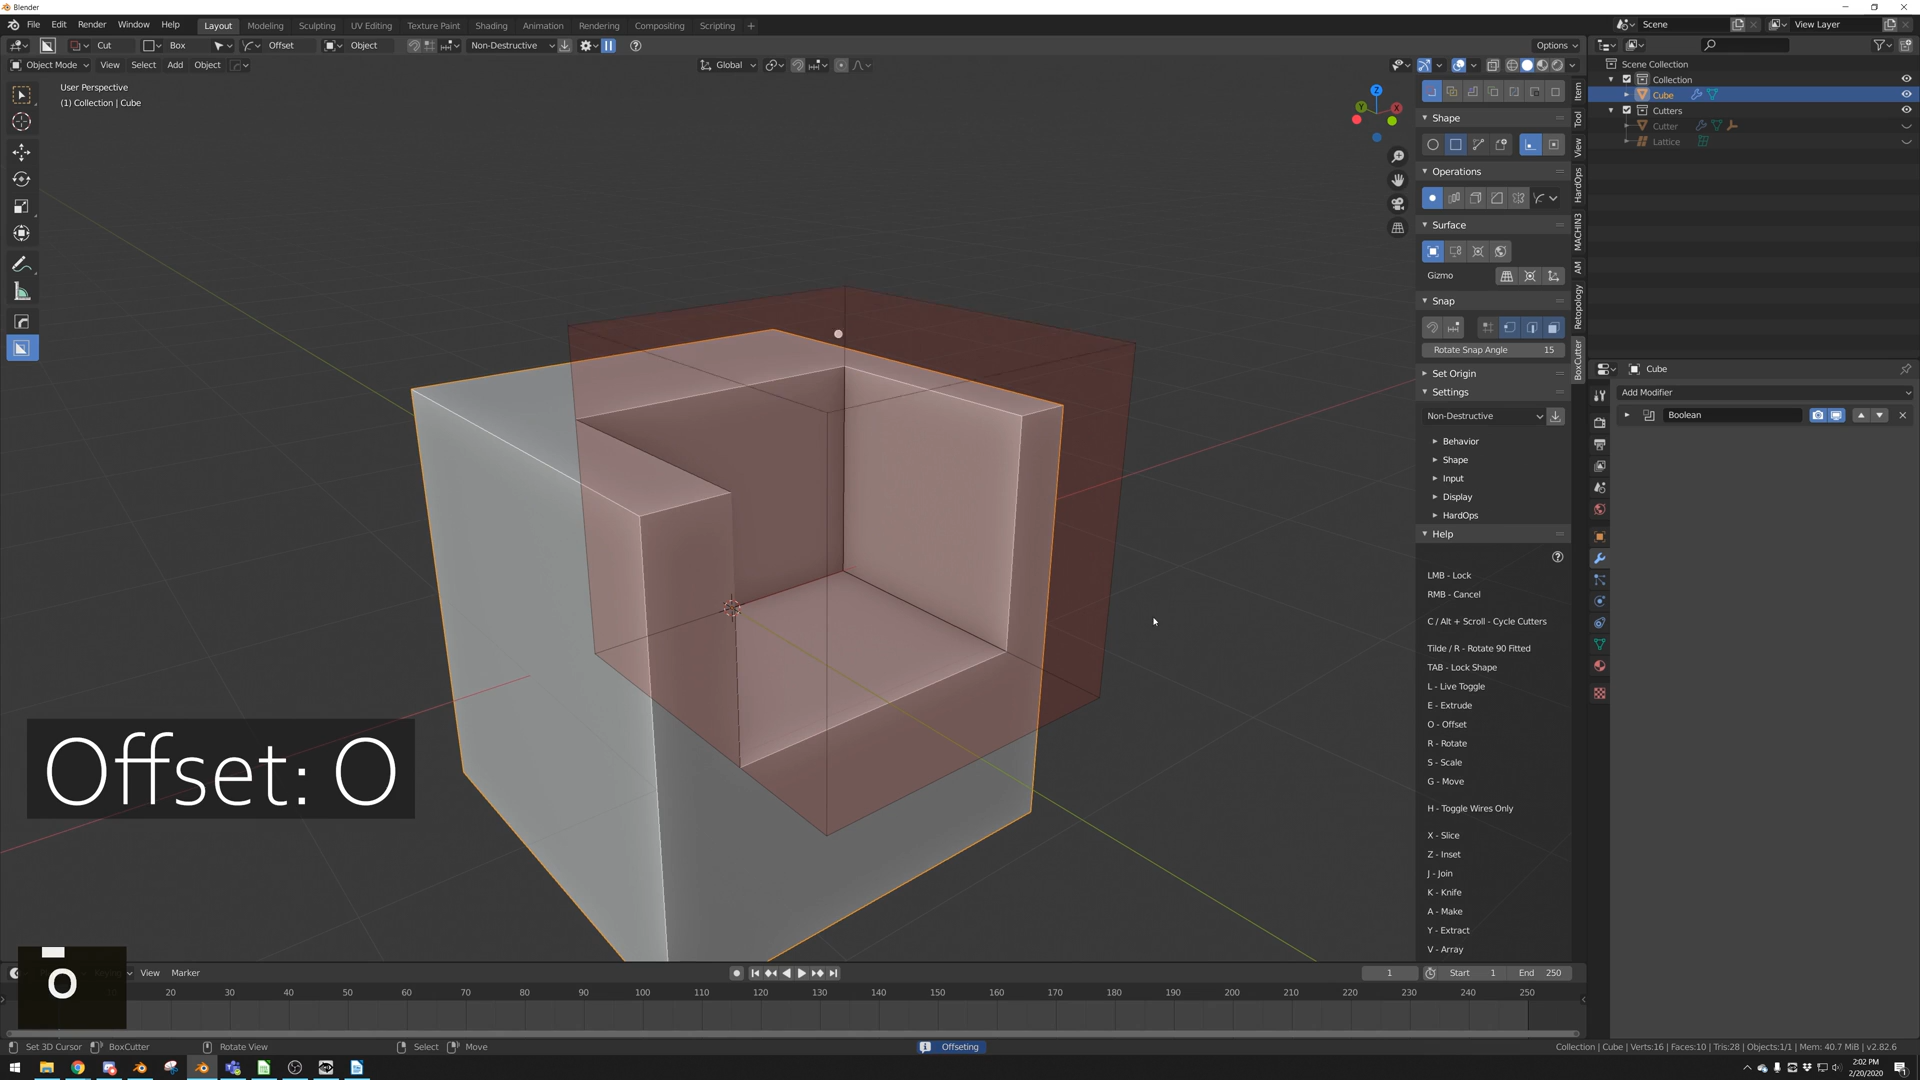 Blender
File Edit Render Window Help
Layout Modeling Sculpting UV Editing Texture Paint Shading Animation Rendering Compositing Scripting +
Scene
View Layer
Cut Box Offset Object Non-Destructive
Options
Object Mode View Select Add Object
Global
User Perspective
(1) Collection | Cube
Z
Y
X
Item
Tool
View
HardOps
MACHIN3
AM
Retopology
BoxCutter
Shape
Operations
Surface
Gizmo
Snap
Rotate Snap Angle 15
Set Origin
Settings
Non-Destructive
Behavior
Shape
Input
Display
HardOps
Help
LMB - Lock
RMB - Cancel
C / Alt + Scroll - Cycle Cutters
Tilde / R - Rotate 90 Fitted
TAB - Lock Shape
L - Live Toggle
E - Extrude
O - Offset
R - Rotate
S - Scale
G - Move
H - Toggle Wires Only
X - Slice
Z - Inset
J - Join
K - Knife
A - Make
Y - Extract
V - Array
Scene Collection
Collection
Cube
Cutters
Cutter
Lattice
Cube
Add Modifier
Boolean
Offset: O
O
View Marker
1
Start 1
End 250
20 30 40 50 60 70 80 90 100 110 120 130 140 150 160 170 180 190 200 210 220 230 240 250
Set 3D Cursor BoxCutter Rotate View Select Move
Offsetting
Collection | Cube | Verts:16 | Faces:10 | Tris:28 | Objects:1/1 | Mem: 40.7 MiB | v2.82.6
2:02 PM
2/20/2020